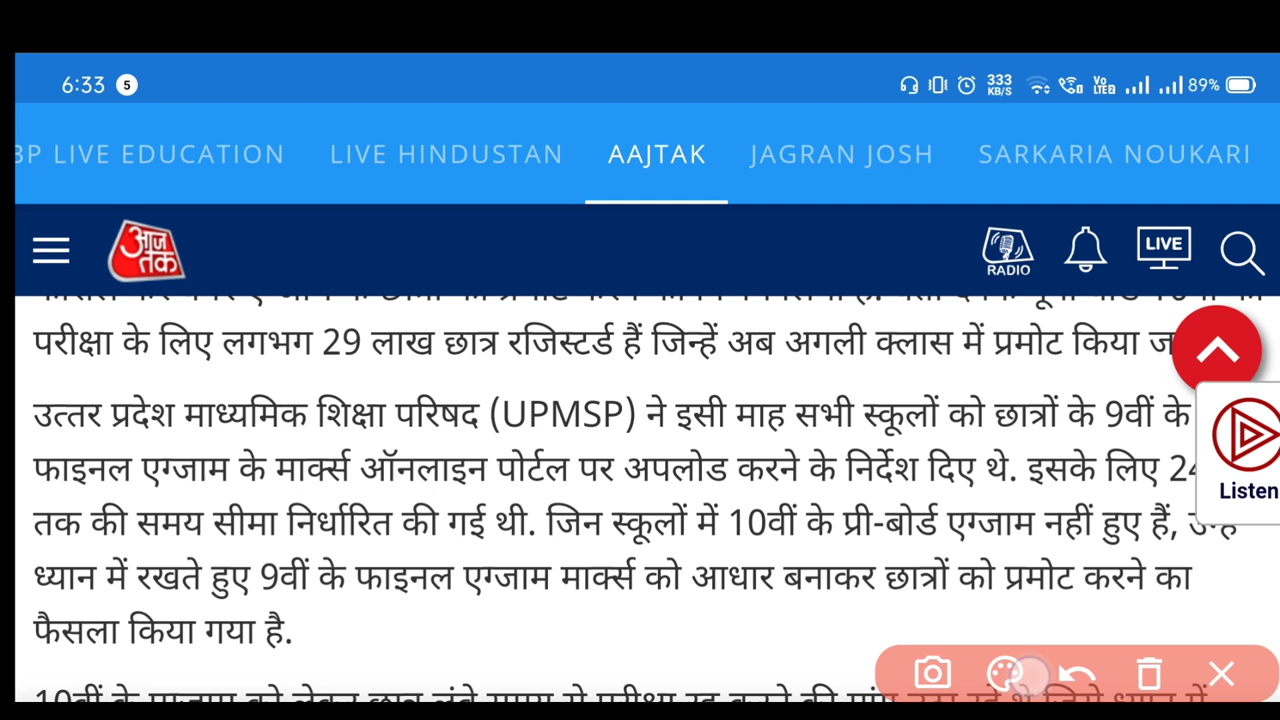 6:33 5 333 KB/S Vo LTE2 89%
BP LIVE EDUCATION LIVE HINDUSTAN AAJTAK JAGRAN JOSH SARKARIA NOUKARI
आज तक RADIO LIVE
परीक्षा के लिए लगभग 29 लाख छात्र रजिस्टर्ड हैं जिन्हें अब अगली क्लास में प्रमोट किया
उत्तर प्रदेश माध्यमिक शिक्षा परिषद (UPMSP) ने इसी माह सभी स्कूलों को छात्रों के 9वीं के
फाइनल एग्जाम के मार्क्स ऑनलाइन पोर्टल पर अपलोड करने के निर्देश दिए थे. इसके लिए
Listen
तक की समय सीमा निर्धारित की गई थी. जिन स्कूलों में 10वीं के प्री-बोर्ड एग्जाम नहीं हुए हैं,
ध्यान में रखते हुए 9वीं के फाइनल एग्जाम मार्क्स को आधार बनाकर छात्रों को प्रमोट करने का
फैसला किया गया है.